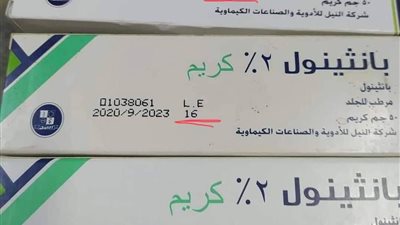 ٥٠ جم كريم
شركة النيل للأدوية والصناعات الكيماوية
بانثينول ٢٪ كريم
بانثينول
مرطب للجلد
٥٠ جم كريم
شركة النيل للأدوية والصناعات الكيماوية
01038061 L.E
2020/9/2023 16
بانثينول ٢٪ كريم